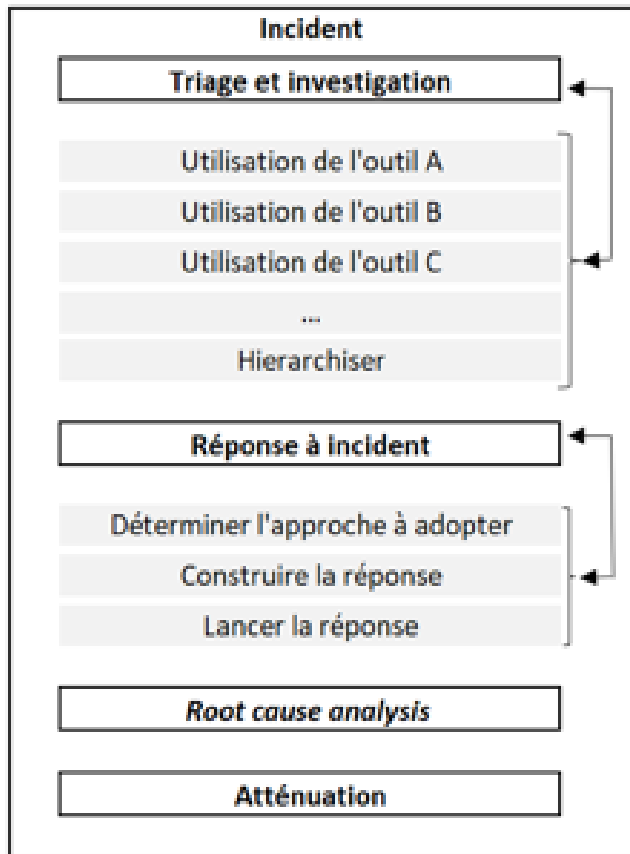 Incident
Triage et investigation
Utilisation de l'outil A
Utilisation de l'outil B
Utilisation de l'outil C
...
Hierarchiser
Réponse à incident
Déterminer l'approche à adopter
Construire la réponse
Lancer la réponse
Root cause analysis
Atténuation